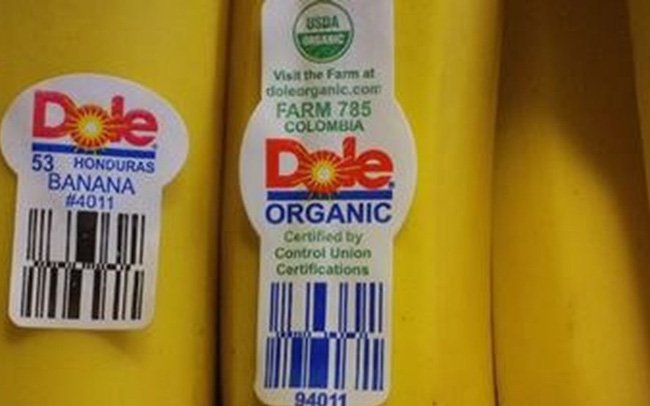 Dole
53 HONDURAS
BANANA
#4011
USDA
ORGANIC
Visit the Farm at
doleorganic.com
FARM 785
COLOMBIA
Dole
ORGANIC
Certified by
Control Union
Certifications
94011